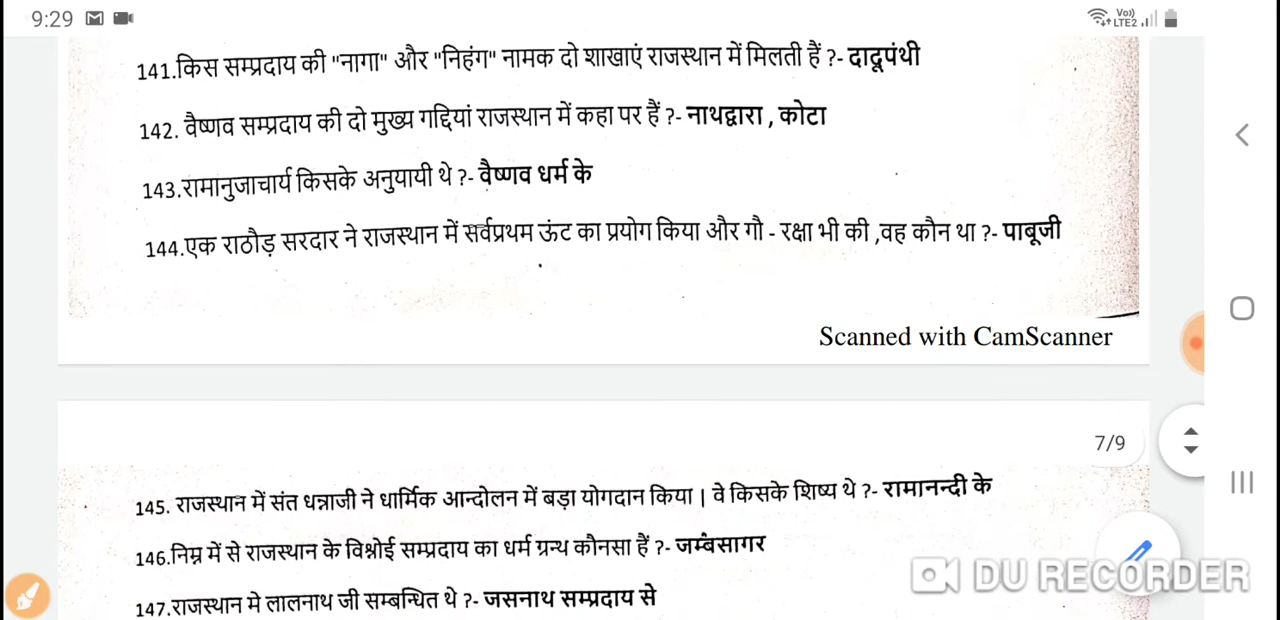 9:29
Vo)) LTE2
141.किस सम्प्रदाय की "नागा" और "निहंग" नामक दो शाखाएं राजस्थान में मिलती हैं ?- दादूपंथी
142. वैष्णव सम्प्रदाय की दो मुख्य गद्दियां राजस्थान में कहा पर हैं ?- नाथद्वारा , कोटा
143.रामानुजाचार्य किसके अनुयायी थे ?- वैष्णव धर्म के
144.एक राठौड़ सरदार ने राजस्थान में सर्वप्रथम ऊंट का प्रयोग किया और गौ - रक्षा भी की ,वह कौन था ?- पाबूजी
Scanned with CamScanner
7/9
145. राजस्थान में संत धन्नाजी ने धार्मिक आन्दोलन में बड़ा योगदान किया | वे किसके शिष्य थे ?- रामानन्दी के
146.निम्न में से राजस्थान के विश्नोई सम्प्रदाय का धर्म ग्रन्थ कौनसा हैं ?- जम्बंसागर
DU RECORDER
147.राजस्थान मे लालनाथ जी सम्बन्धित थे ?- जसनाथ सम्प्रदाय से